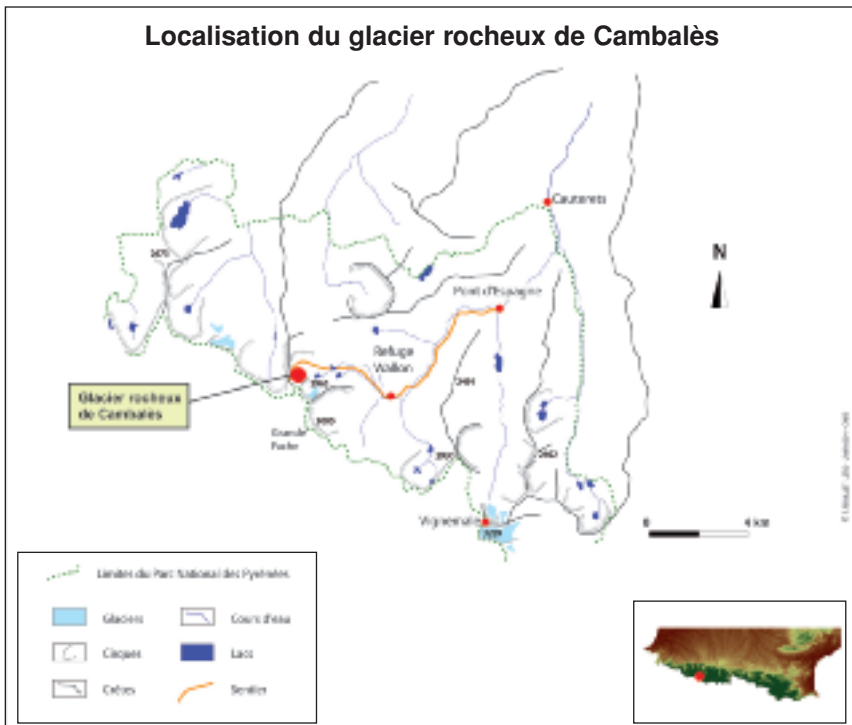 Localisation du glacier rocheux de Cambalès
Cauterets
N
Pont d'Espagne
Refuge
Wallon
Glacier rocheux
de Cambalès
Grande
Fache
Vignemale
0 4 km
Limites du Parc National des Pyrénées
Glaciers
Cours d'eau
Cirques
Lacs
Crêtes
Sentier